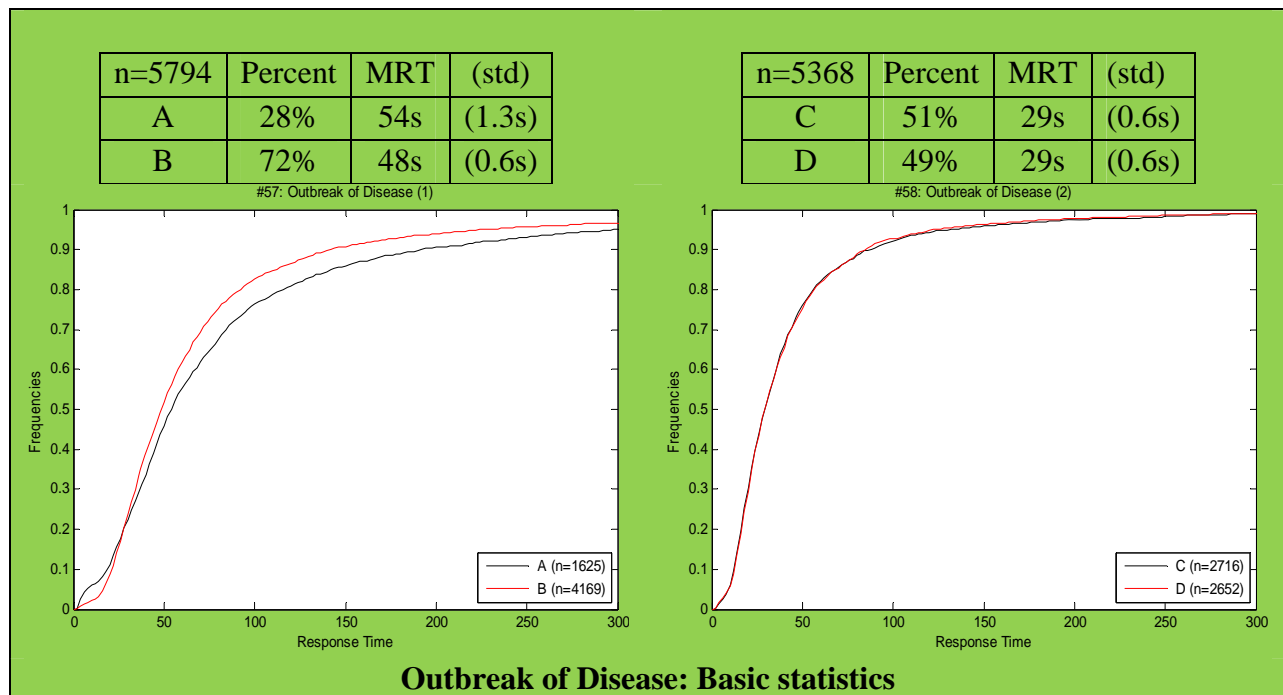 n=5794 Percent MRT (std)
A 28% 54s (1.3s)
B 72% 48s (0.6s)
#57: Outbreak of Disease (1)
1
0.9
0.8
0.7
0.6
0.5
0.4
0.3
0.2
0.1
0
Frequencies
0 50 100 150 200 250 300
Response Time
A (n=1625)
B (n=4169)
n=5368 Percent MRT (std)
C 51% 29s (0.6s)
D 49% 29s (0.6s)
#58: Outbreak of Disease (2)
1
0.9
0.8
0.7
0.6
0.5
0.4
0.3
0.2
0.1
0
Frequencies
0 50 100 150 200 250 300
Response Time
C (n=2716)
D (n=2652)
Outbreak of Disease: Basic statistics